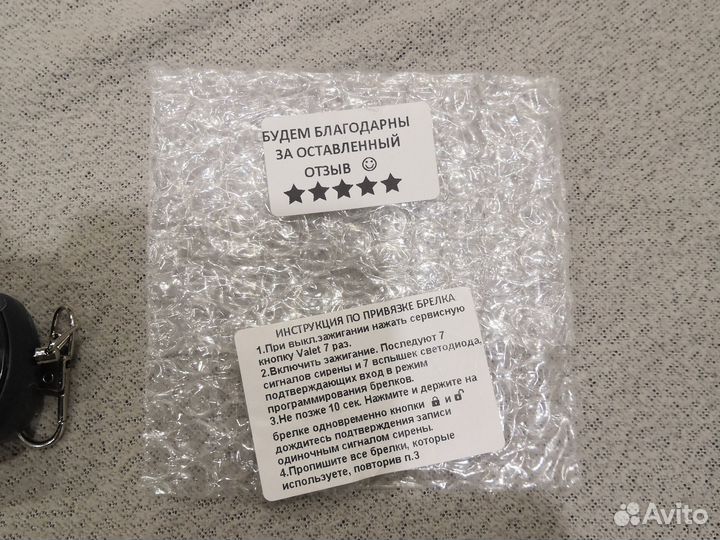 БУДЕМ БЛАГОДАРНЫ
ЗА ОСТАВЛЕННЫЙ
ОТЗЫВ ☺
★★★★★
ИНСТРУКЦИЯ ПО ПРИВЯЗКЕ БРЕЛКА
1.При выкл.зажигании нажать сервисную
кнопку Valet 7 раз.
2.Включить зажигание. Последуют 7
сигналов сирены и 7 вспышек светодиода,
подтверждающих вход в режим
программирования брелков.
3.Не позже 10 сек. Нажмите и держите на
брелке одновременно кнопки 🔒 и 🔓
дождитесь подтверждения записи
одиночным сигналом сирены.
4.Пропишите все брелки, которые
используете, повторив п.3
Avito